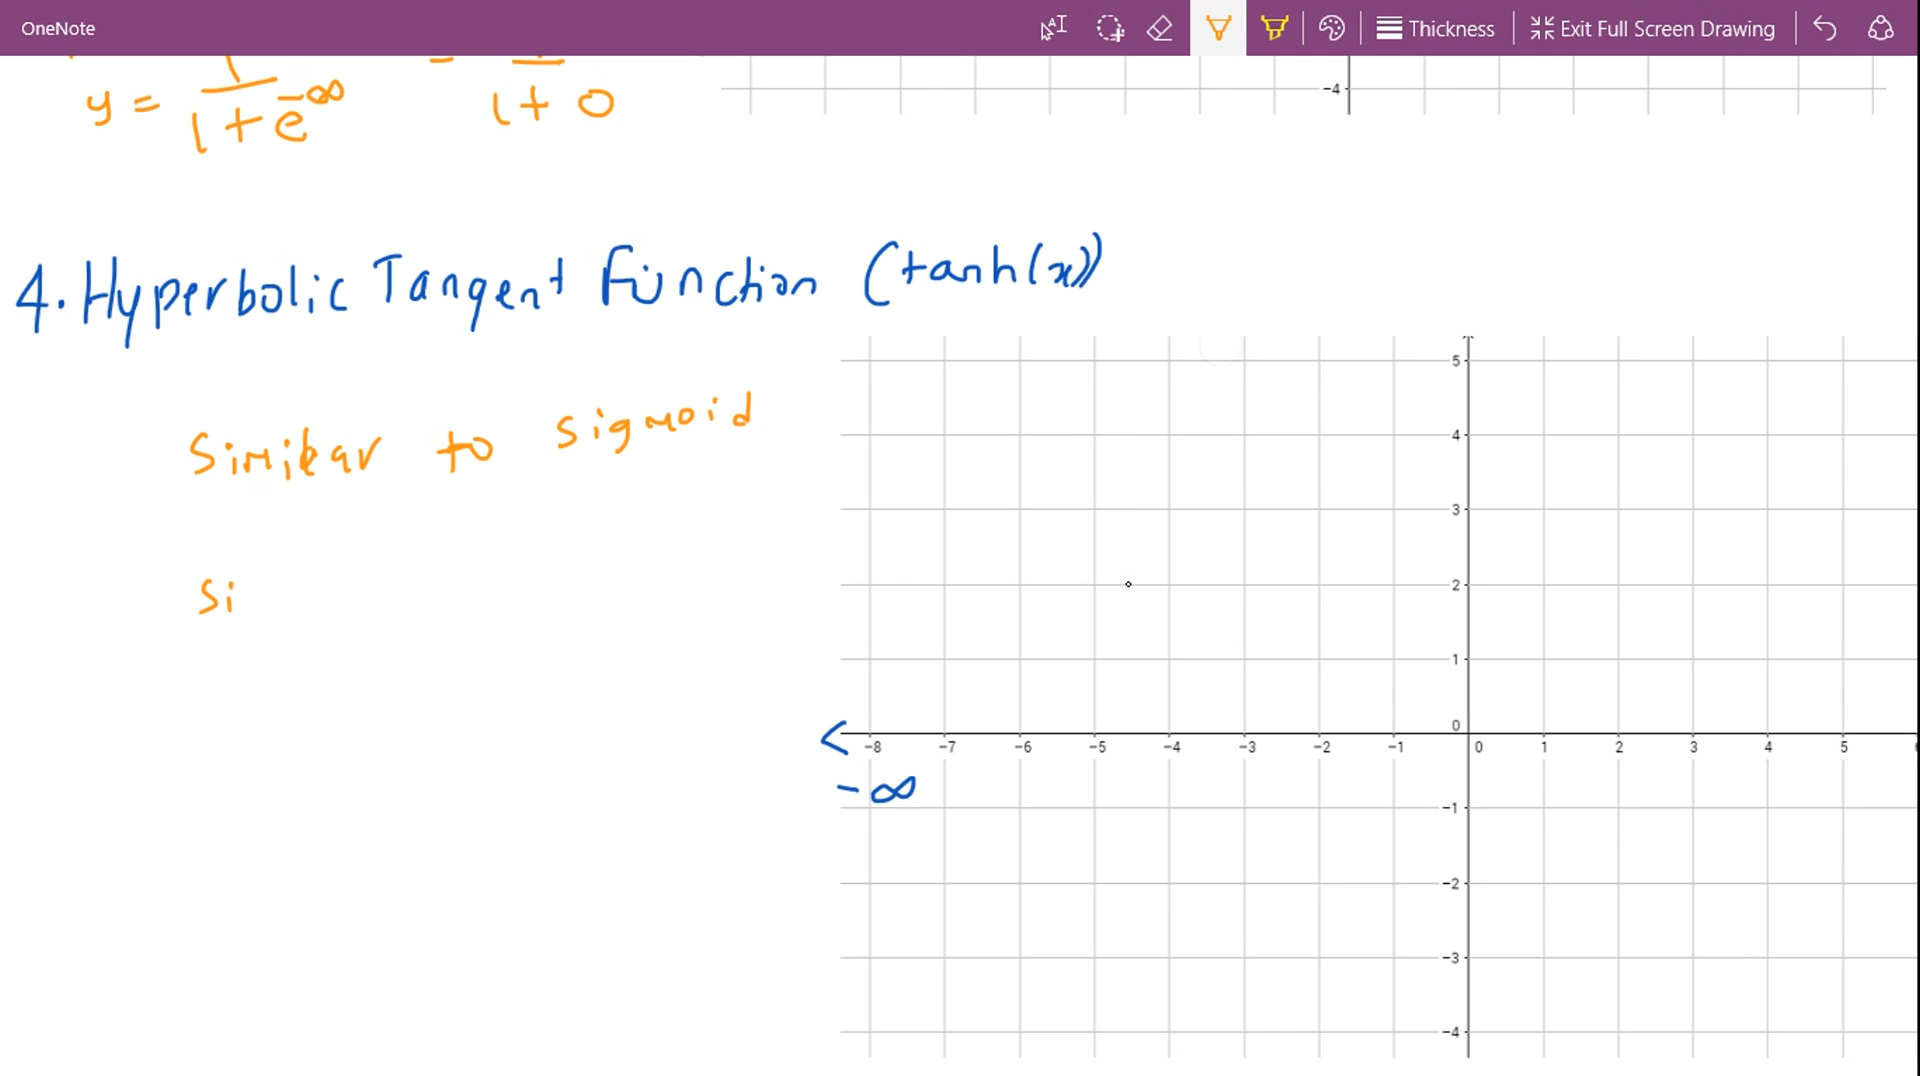 OneNote
Thickness
Exit Full Screen Drawing
y = 1 / 1 + e^-∞ =
1 + 0
-4
4. Hyperbolic Tangent Function (tanh(x))
Similar to sigmoid
Si
5
4
3
2
1
0
< -8 -7 -6 -5 -4 -3 -2 -1 0 1 2 3 4 5
-∞
-1
-2
-3
-4